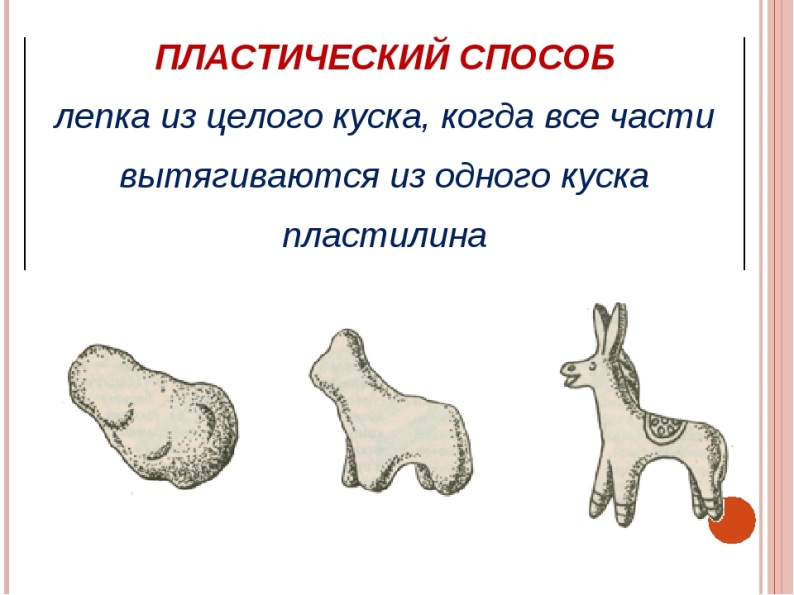 ПЛАСТИЧЕСКИЙ СПОСОБ
лепка из целого куска, когда все части
вытягиваются из одного куска
пластилина